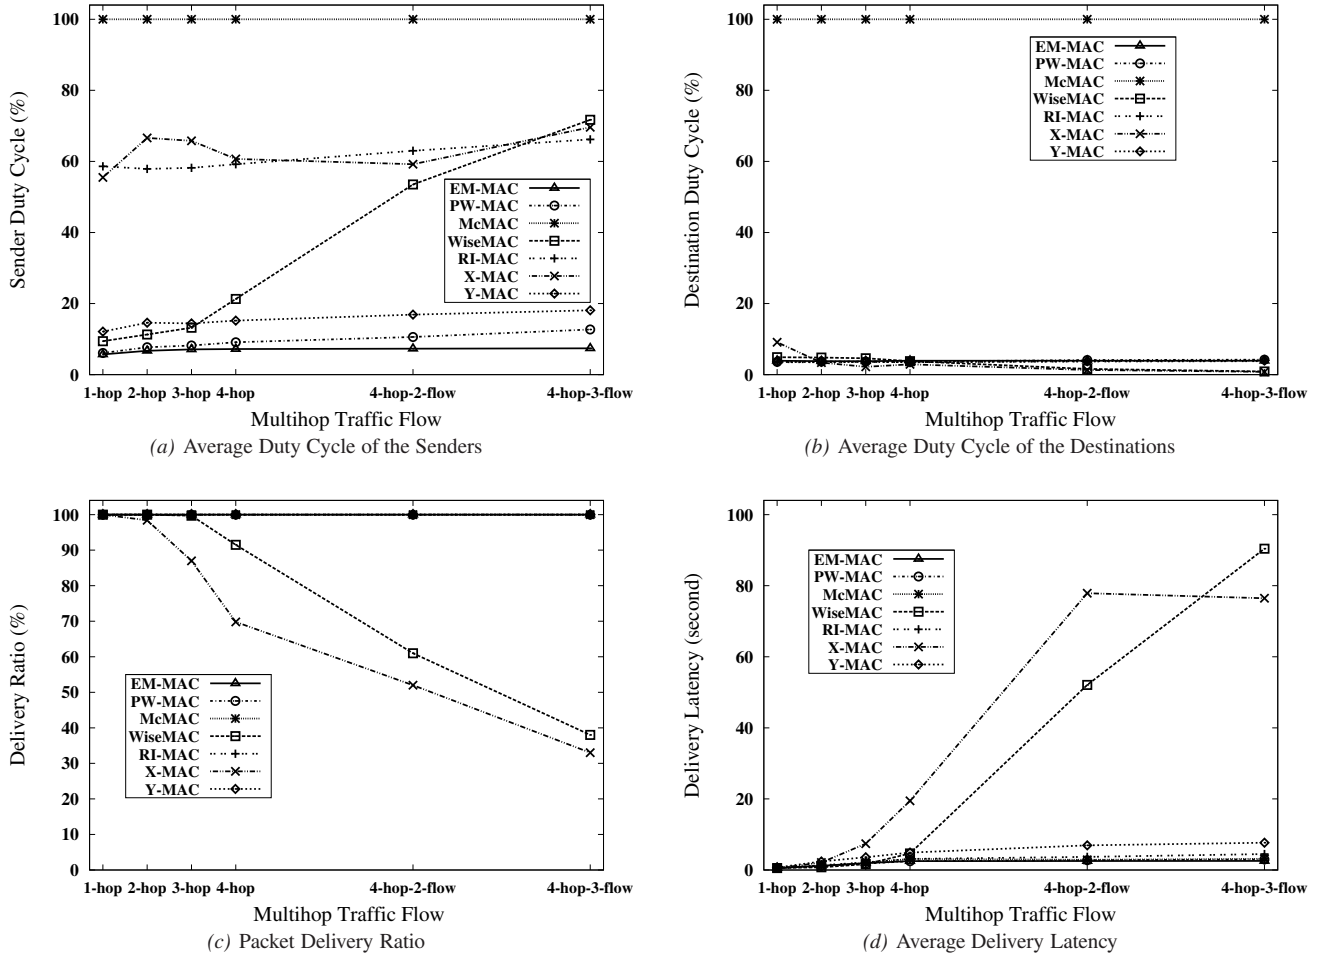 100
80
60
40
20
0
Sender Duty Cycle (%)
EM-MAC
PW-MAC
McMAC
WiseMAC
RI-MAC
X-MAC
Y-MAC
1-hop 2-hop 3-hop 4-hop 4-hop-2-flow 4-hop-3-flow
Multihop Traffic Flow
(a) Average Duty Cycle of the Senders
100
80
60
40
20
0
Destination Duty Cycle (%)
EM-MAC
PW-MAC
McMAC
WiseMAC
RI-MAC
X-MAC
Y-MAC
1-hop 2-hop 3-hop 4-hop 4-hop-2-flow 4-hop-3-flow
Multihop Traffic Flow
(b) Average Duty Cycle of the Destinations
100
90
80
70
60
50
40
30
20
10
0
Delivery Ratio (%)
EM-MAC
PW-MAC
McMAC
WiseMAC
RI-MAC
X-MAC
Y-MAC
1-hop 2-hop 3-hop 4-hop 4-hop-2-flow 4-hop-3-flow
Multihop Traffic Flow
(c) Packet Delivery Ratio
100
80
60
40
20
0
Delivery Latency (second)
EM-MAC
PW-MAC
McMAC
WiseMAC
RI-MAC
X-MAC
Y-MAC
1-hop 2-hop 3-hop 4-hop 4-hop-2-flow 4-hop-3-flow
Multihop Traffic Flow
(d) Average Delivery Latency